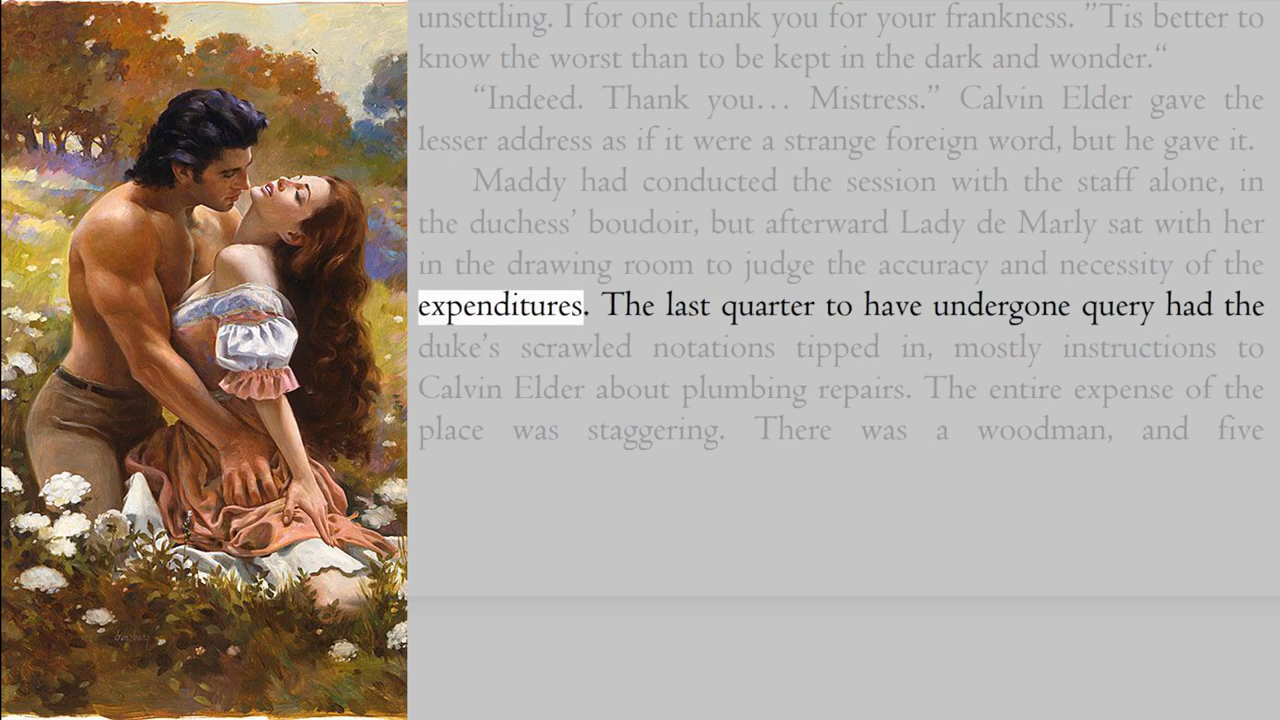 unsettling. I for one thank you for your frankness. ”Tis better to
know the worst than to be kept in the dark and wonder.“
“Indeed. Thank you… Mistress.” Calvin Elder gave the
lesser address as if it were a strange foreign word, but he gave it.
Maddy had conducted the session with the staff alone, in
the duchess’ boudoir, but afterward Lady de Marly sat with her
in the drawing room to judge the accuracy and necessity of the
expenditures. The last quarter to have undergone query had the
duke’s scrawled notations tipped in, mostly instructions to
Calvin Elder about plumbing repairs. The entire expense of the
place was staggering. There was a woodman, and five